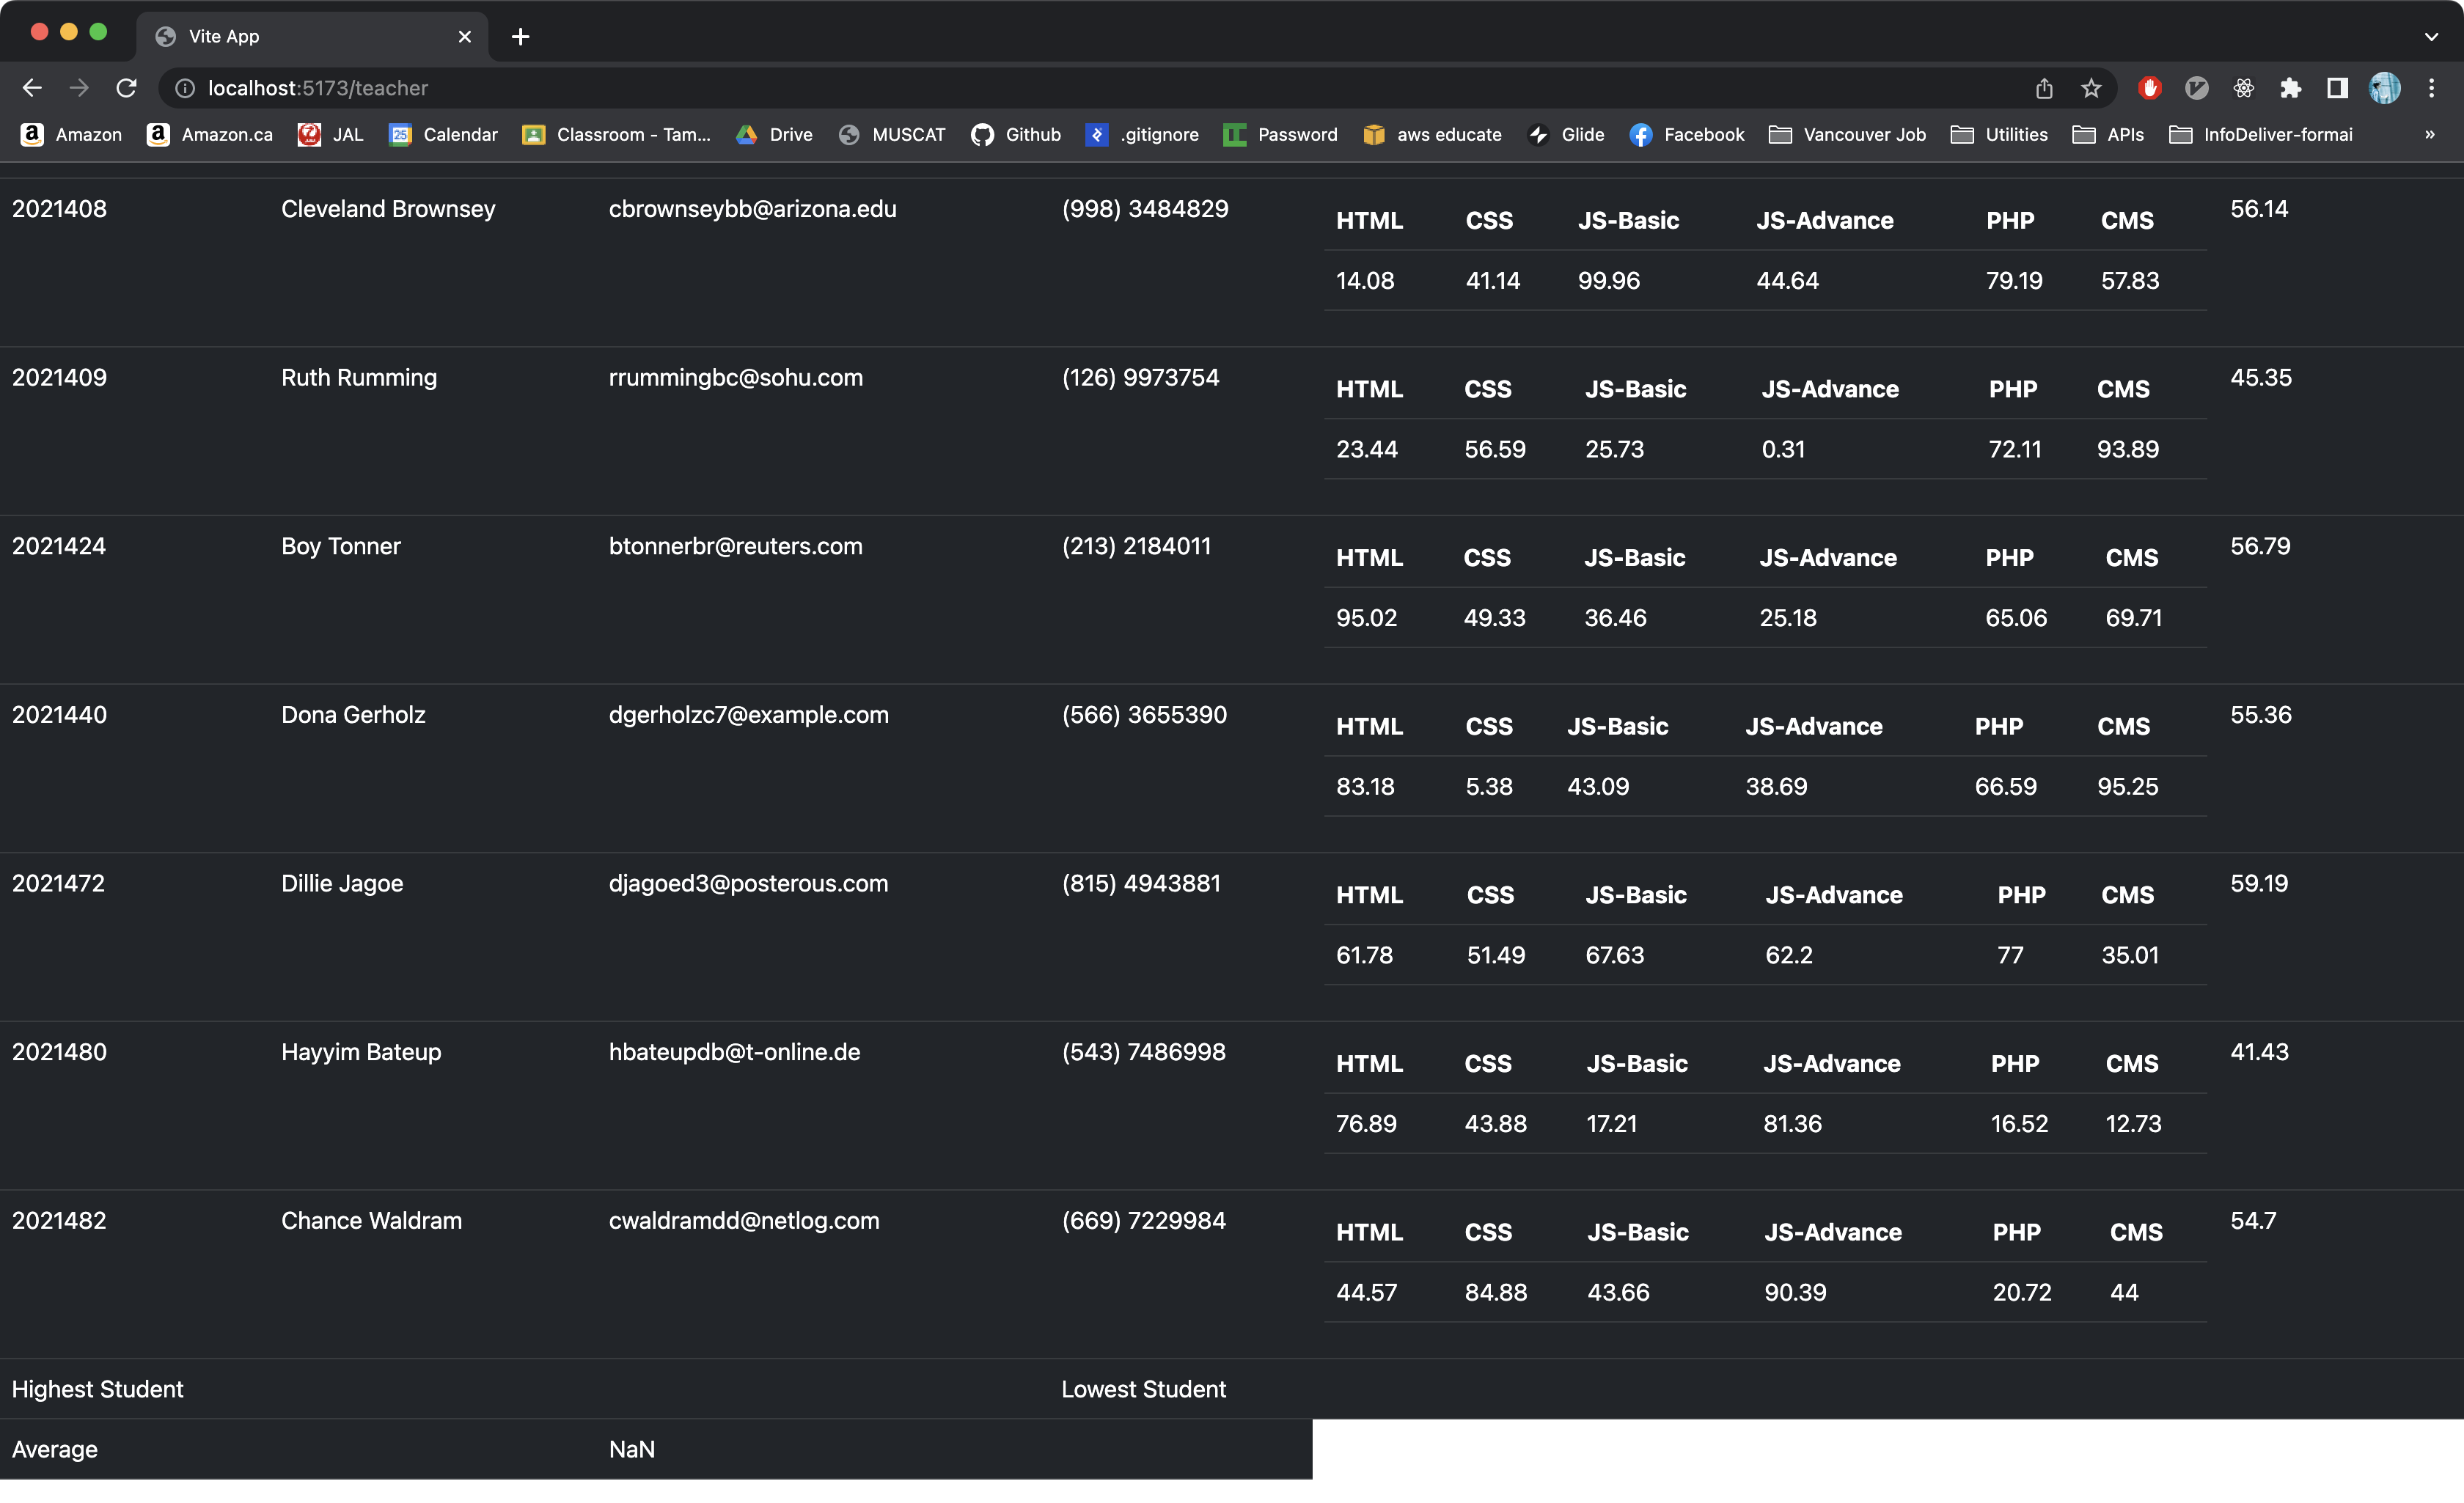 Vite App
localhost:5173/teacher
Amazon Amazon.ca JAL 25 Calendar Classroom - Tam... Drive MUSCAT Github .gitignore Password aws educate Glide Facebook Vancouver Job Utilities APIs InfoDeliver-formai »
2021408 Cleveland Brownsey cbrownseybb@arizona.edu (998) 3484829 56.14
HTML CSS JS-Basic JS-Advance PHP CMS
14.08 41.14 99.96 44.64 79.19 57.83
2021409 Ruth Rumming rrummingbc@sohu.com (126) 9973754 45.35
HTML CSS JS-Basic JS-Advance PHP CMS
23.44 56.59 25.73 0.31 72.11 93.89
2021424 Boy Tonner btonnerbr@reuters.com (213) 2184011 56.79
HTML CSS JS-Basic JS-Advance PHP CMS
95.02 49.33 36.46 25.18 65.06 69.71
2021440 Dona Gerholz dgerholzc7@example.com (566) 3655390 55.36
HTML CSS JS-Basic JS-Advance PHP CMS
83.18 5.38 43.09 38.69 66.59 95.25
2021472 Dillie Jagoe djagoed3@posterous.com (815) 4943881 59.19
HTML CSS JS-Basic JS-Advance PHP CMS
61.78 51.49 67.63 62.2 77 35.01
2021480 Hayyim Bateup hbateupdb@t-online.de (543) 7486998 41.43
HTML CSS JS-Basic JS-Advance PHP CMS
76.89 43.88 17.21 81.36 16.52 12.73
2021482 Chance Waldram cwaldramdd@netlog.com (669) 7229984 54.7
HTML CSS JS-Basic JS-Advance PHP CMS
44.57 84.88 43.66 90.39 20.72 44
Highest Student Lowest Student
Average NaN